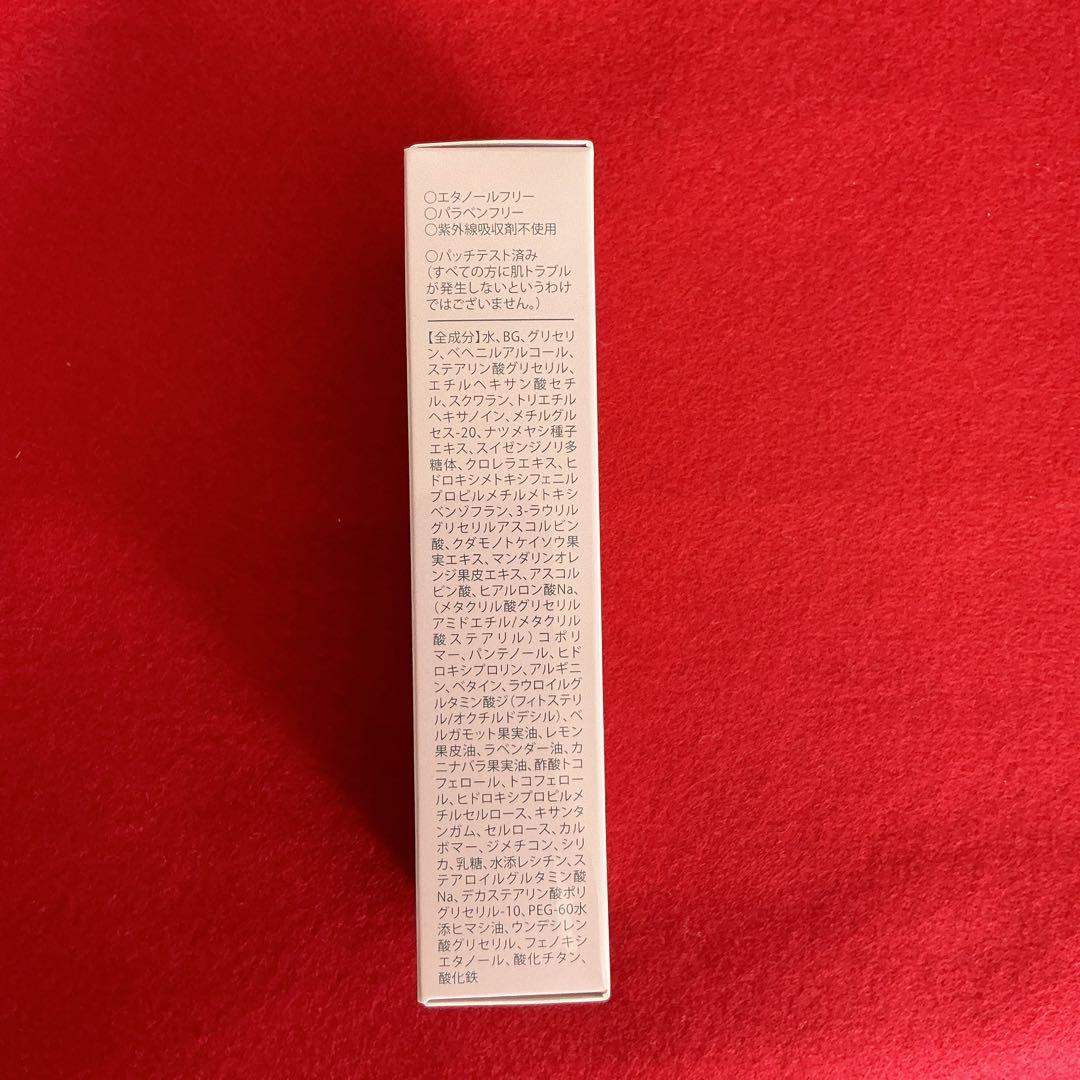 ○エタノールフリー
○パラベンフリー
○紫外線吸収剤不使用
○パッチテスト済み
(すべての方に肌トラブル
が発生しないというわけ
ではございません。)
【全成分】水、BG、グリセリ
ン、ベヘニルアルコール、
ステアリン酸グリセリル、
エチルヘキサン酸セチ
ル、スクワラン、トリエチル
ヘキサノイン、メチルグル
セス-20、ナツメヤシ種子
エキス、スイゼンジノリ多
糖体、クロレラエキス、ヒ
ドロキシメトキシフェニル
プロピルメチルメトキシ
ベンゾフラン、3-ラウリル
グリセリルアスコルビン
酸、クダモノトケイソウ果
実エキス、マンダリンオレ
ンジ果皮エキス、アスコル
ビン酸、ヒアルロン酸Na、
(メタクリル酸グリセリル
アミドエチル/メタクリル
酸ステアリル)コポリ
マー、パンテノール、ヒド
ロキシプロリン、アルギニ
ン、ベタイン、ラウロイルグ
ルタミン酸ジ(フィトステリ
ル/オクチルドデシル)、ベ
ルガモット果実油、レモン
果皮油、ラベンダー油、カ
ニナバラ果実油、酢酸トコ
フェロール、トコフェロー
ル、ヒドロキシプロピルメ
チルセルロース、キサンタ
ンガム、セルロース、カル
ボマー、ジメチコン、シリ
カ、乳糖、水添レシチン、ス
テアロイルグルタミン酸
Na、デカステアリン酸ポリ
グリセリル-10、PEG-60水
添ヒマシ油、ウンデシレン
酸グリセリル、フェノキシ
エタノール、酸化チタン、
酸化鉄